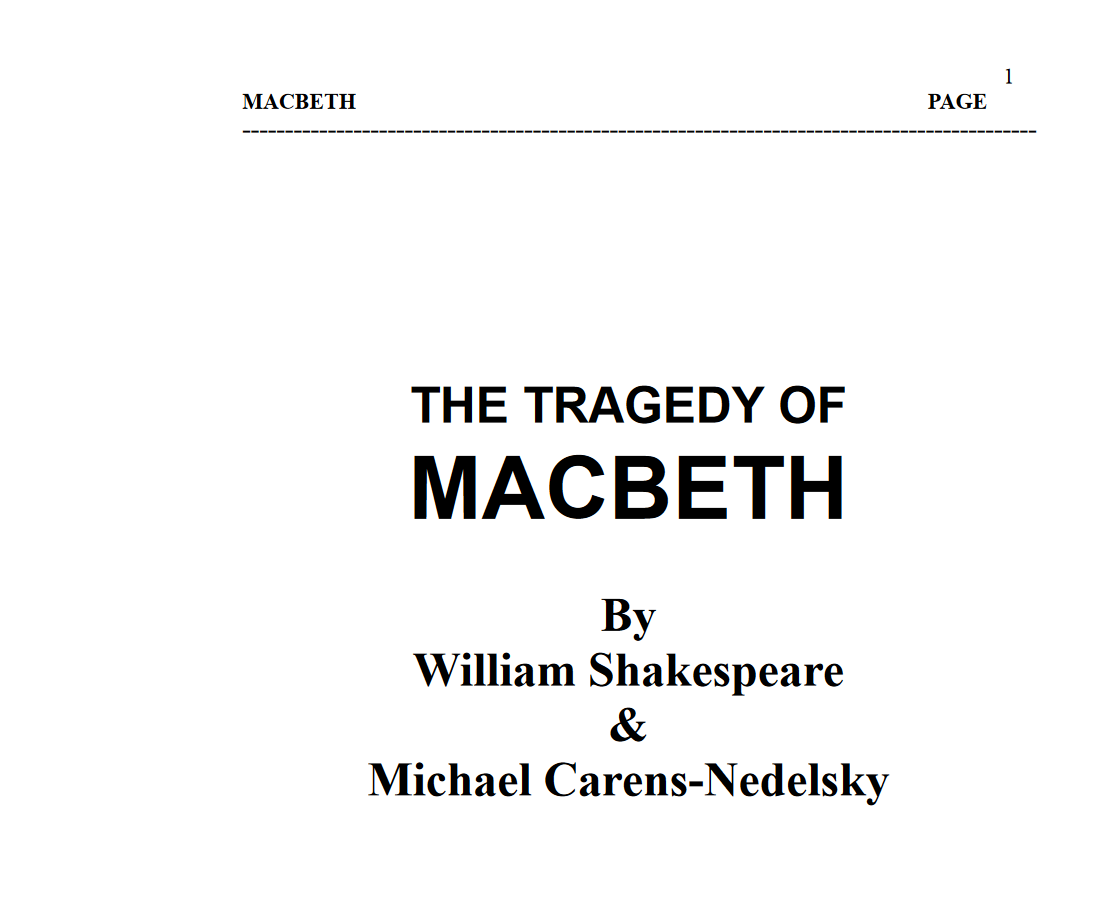 1
MACBETH PAGE
---------------------------------------------------------------------------------------------
THE TRAGEDY OF
MACBETH
By
William Shakespeare
&
Michael Carens-Nedelsky